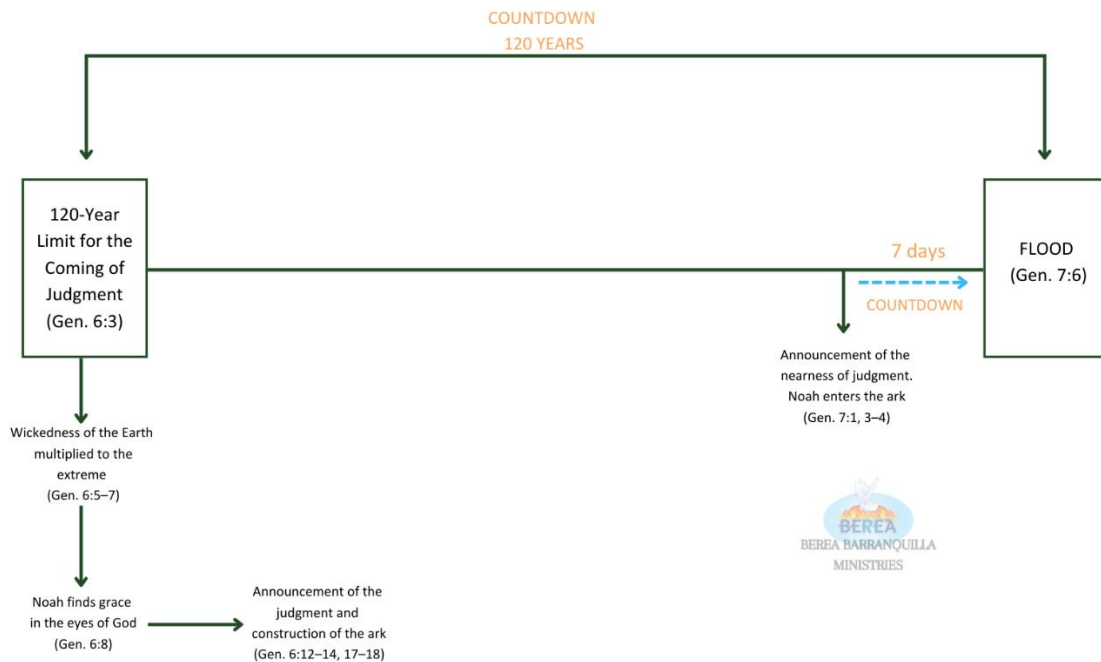 COUNTDOWN
120 YEARS
120-Year
Limit for the
Coming of
Judgment
(Gen. 6:3)
7 days
COUNTDOWN
FLOOD
(Gen. 7:6)
Announcement of the
nearness of judgment.
Noah enters the ark
(Gen. 7:1, 3–4)
Wickedness of the Earth
multiplied to the
extreme
(Gen. 6:5–7)
Noah finds grace
in the eyes of God
(Gen. 6:8)
Announcement of the
judgment and
construction of the ark
(Gen. 6:12–14, 17–18)
BEREA
BEREA BARRANQUILLA
MINISTRIES